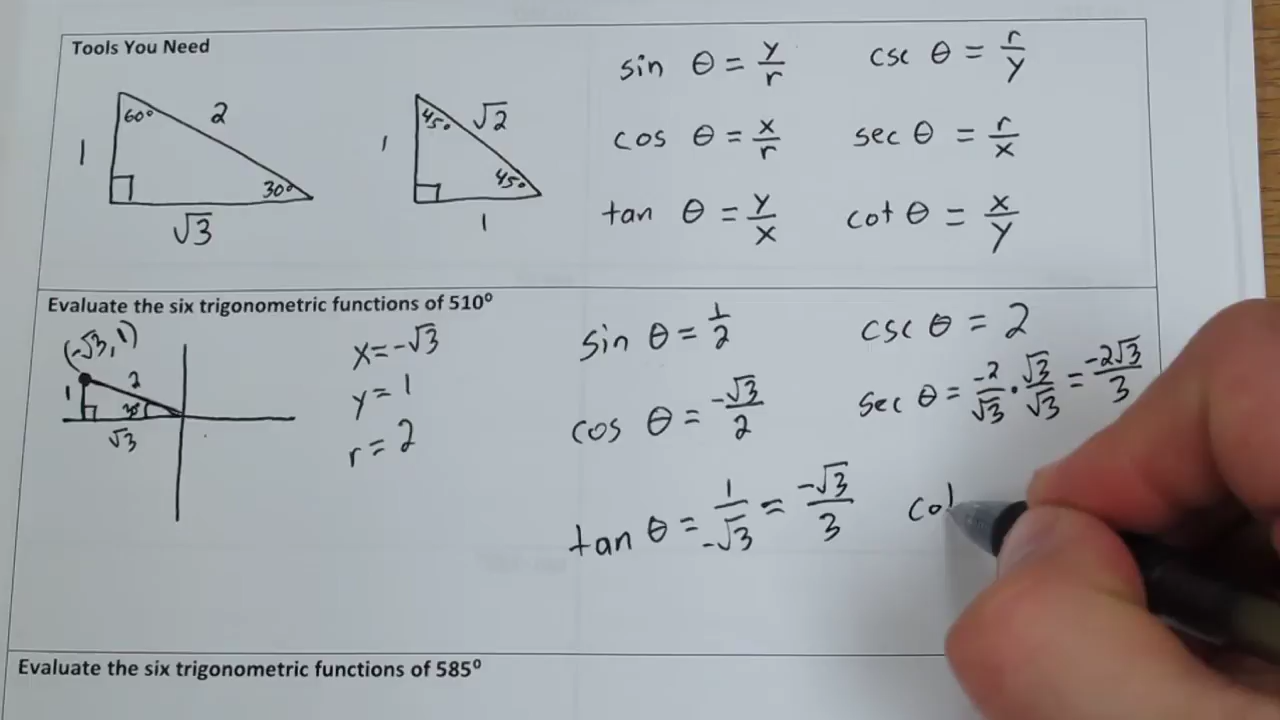 Tools You Need
60° 2
1
30°
√3
45° √2
1
45°
1
sin θ = y/r
csc θ = r/y
cos θ = x/r
sec θ = r/x
tan θ = y/x
cot θ = x/y
Evaluate the six trigonometric functions of 510⁰
(-√3, 1)
2
1
30°
√3
x = -√3
y = 1
r = 2
sin θ = 1/2
csc θ = 2
cos θ = -√3/2
sec θ = -2/√3 · √3/√3 = -2√3/3
tan θ = 1/-√3 = -√3/3
cot
Evaluate the six trigonometric functions of 585⁰